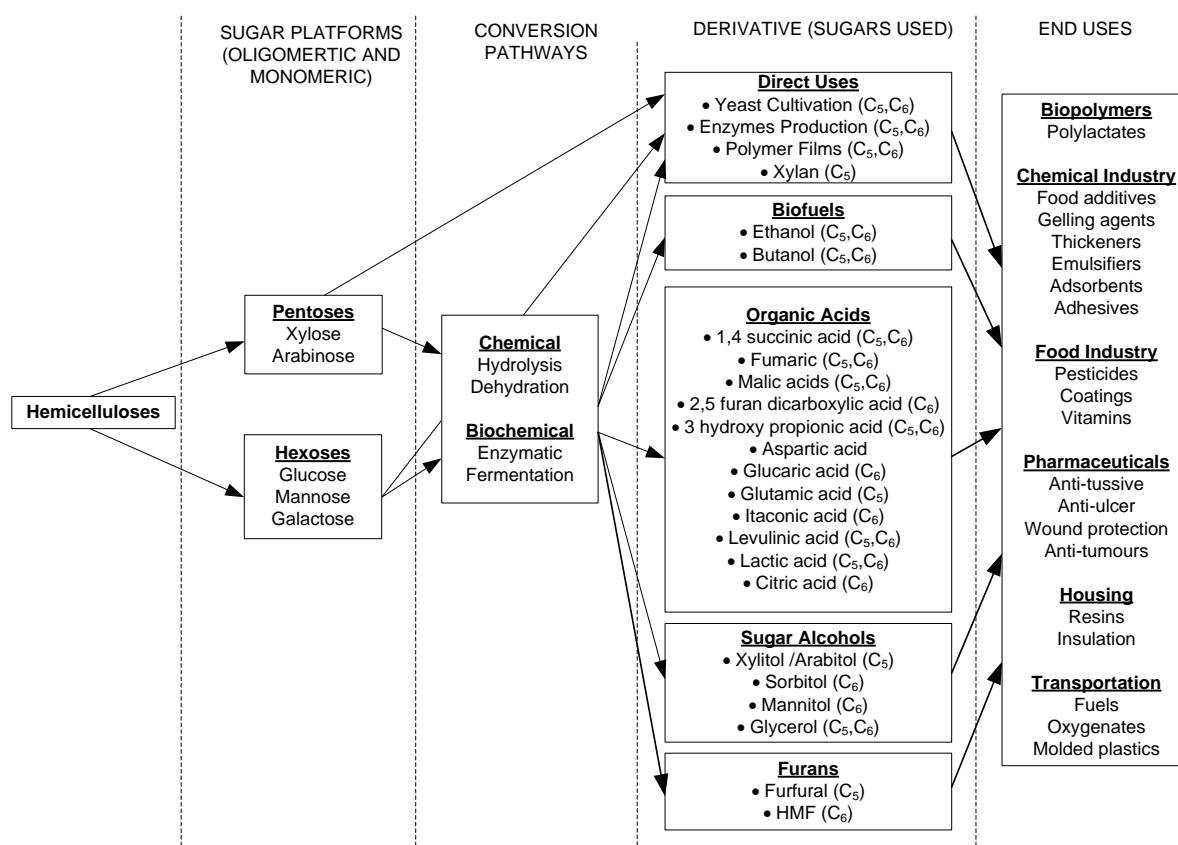 SUGAR PLATFORMS
(OLIGOMERTIC AND
MONOMERIC)
CONVERSION
PATHWAYS
DERIVATIVE (SUGARS USED)
END USES
Hemicelluloses
Pentoses
Xylose
Arabinose
Hexoses
Glucose
Mannose
Galactose
Chemical
Hydrolysis
Dehydration
Biochemical
Enzymatic
Fermentation
Direct Uses
• Yeast Cultivation (C₅,C₆)
• Enzymes Production (C₅,C₆)
• Polymer Films (C₅,C₆)
• Xylan (C₅)
Biofuels
• Ethanol (C₅,C₆)
• Butanol (C₅,C₆)
Organic Acids
• 1,4 succinic acid (C₅,C₆)
• Fumaric (C₅,C₆)
• Malic acids (C₅,C₆)
• 2,5 furan dicarboxylic acid (C₆)
• 3 hydroxy propionic acid (C₅,C₆)
• Aspartic acid
• Glucaric acid (C₆)
• Glutamic acid (C₅)
• Itaconic acid (C₆)
• Levulinic acid (C₅,C₆)
• Lactic acid (C₅,C₆)
• Citric acid (C₆)
Sugar Alcohols
• Xylitol /Arabitol (C₅)
• Sorbitol (C₆)
• Mannitol (C₆)
• Glycerol (C₅,C₆)
Furans
• Furfural (C₅)
• HMF (C₆)
Biopolymers
Polylactates
Chemical Industry
Food additives
Gelling agents
Thickeners
Emulsifiers
Adsorbents
Adhesives
Food Industry
Pesticides
Coatings
Vitamins
Pharmaceuticals
Anti-tussive
Anti-ulcer
Wound protection
Anti-tumours
Housing
Resins
Insulation
Transportation
Fuels
Oxygenates
Molded plastics